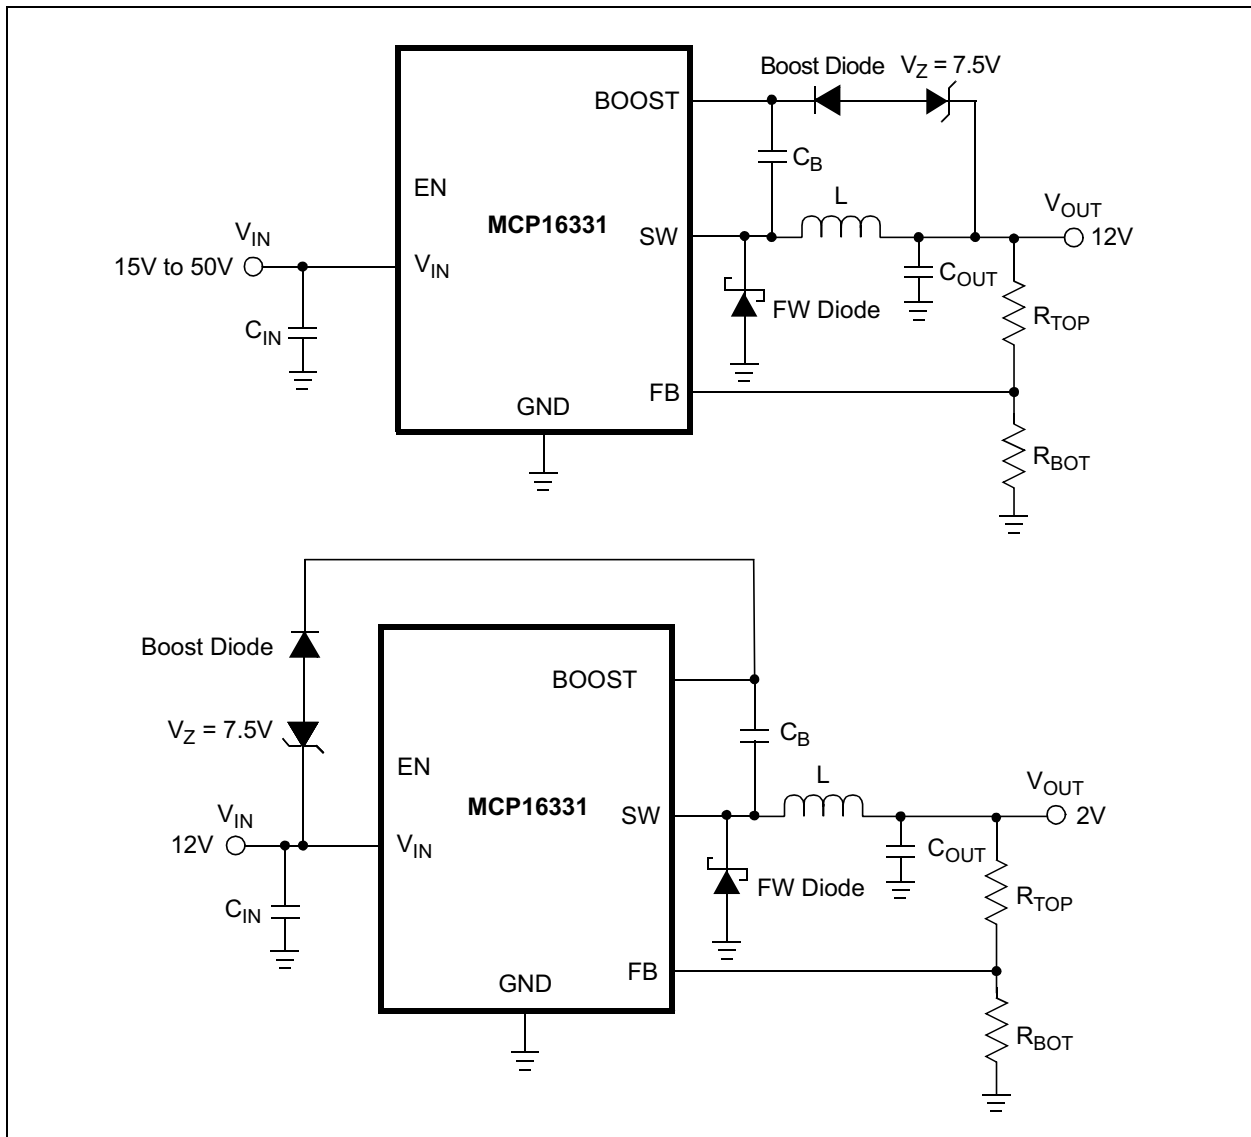 Boost Diode V_Z = 7.5V
BOOST
C_B
EN
L
MCP16331
SW
V_OUT
12V
V_IN
15V to 50V
V_IN
C_OUT
FW Diode
R_TOP
C_IN
FB
GND
R_BOT
Boost Diode
BOOST
V_Z = 7.5V
C_B
EN
L
MCP16331
SW
V_OUT
2V
V_IN
12V
V_IN
C_OUT
FW Diode
R_TOP
C_IN
FB
GND
R_BOT